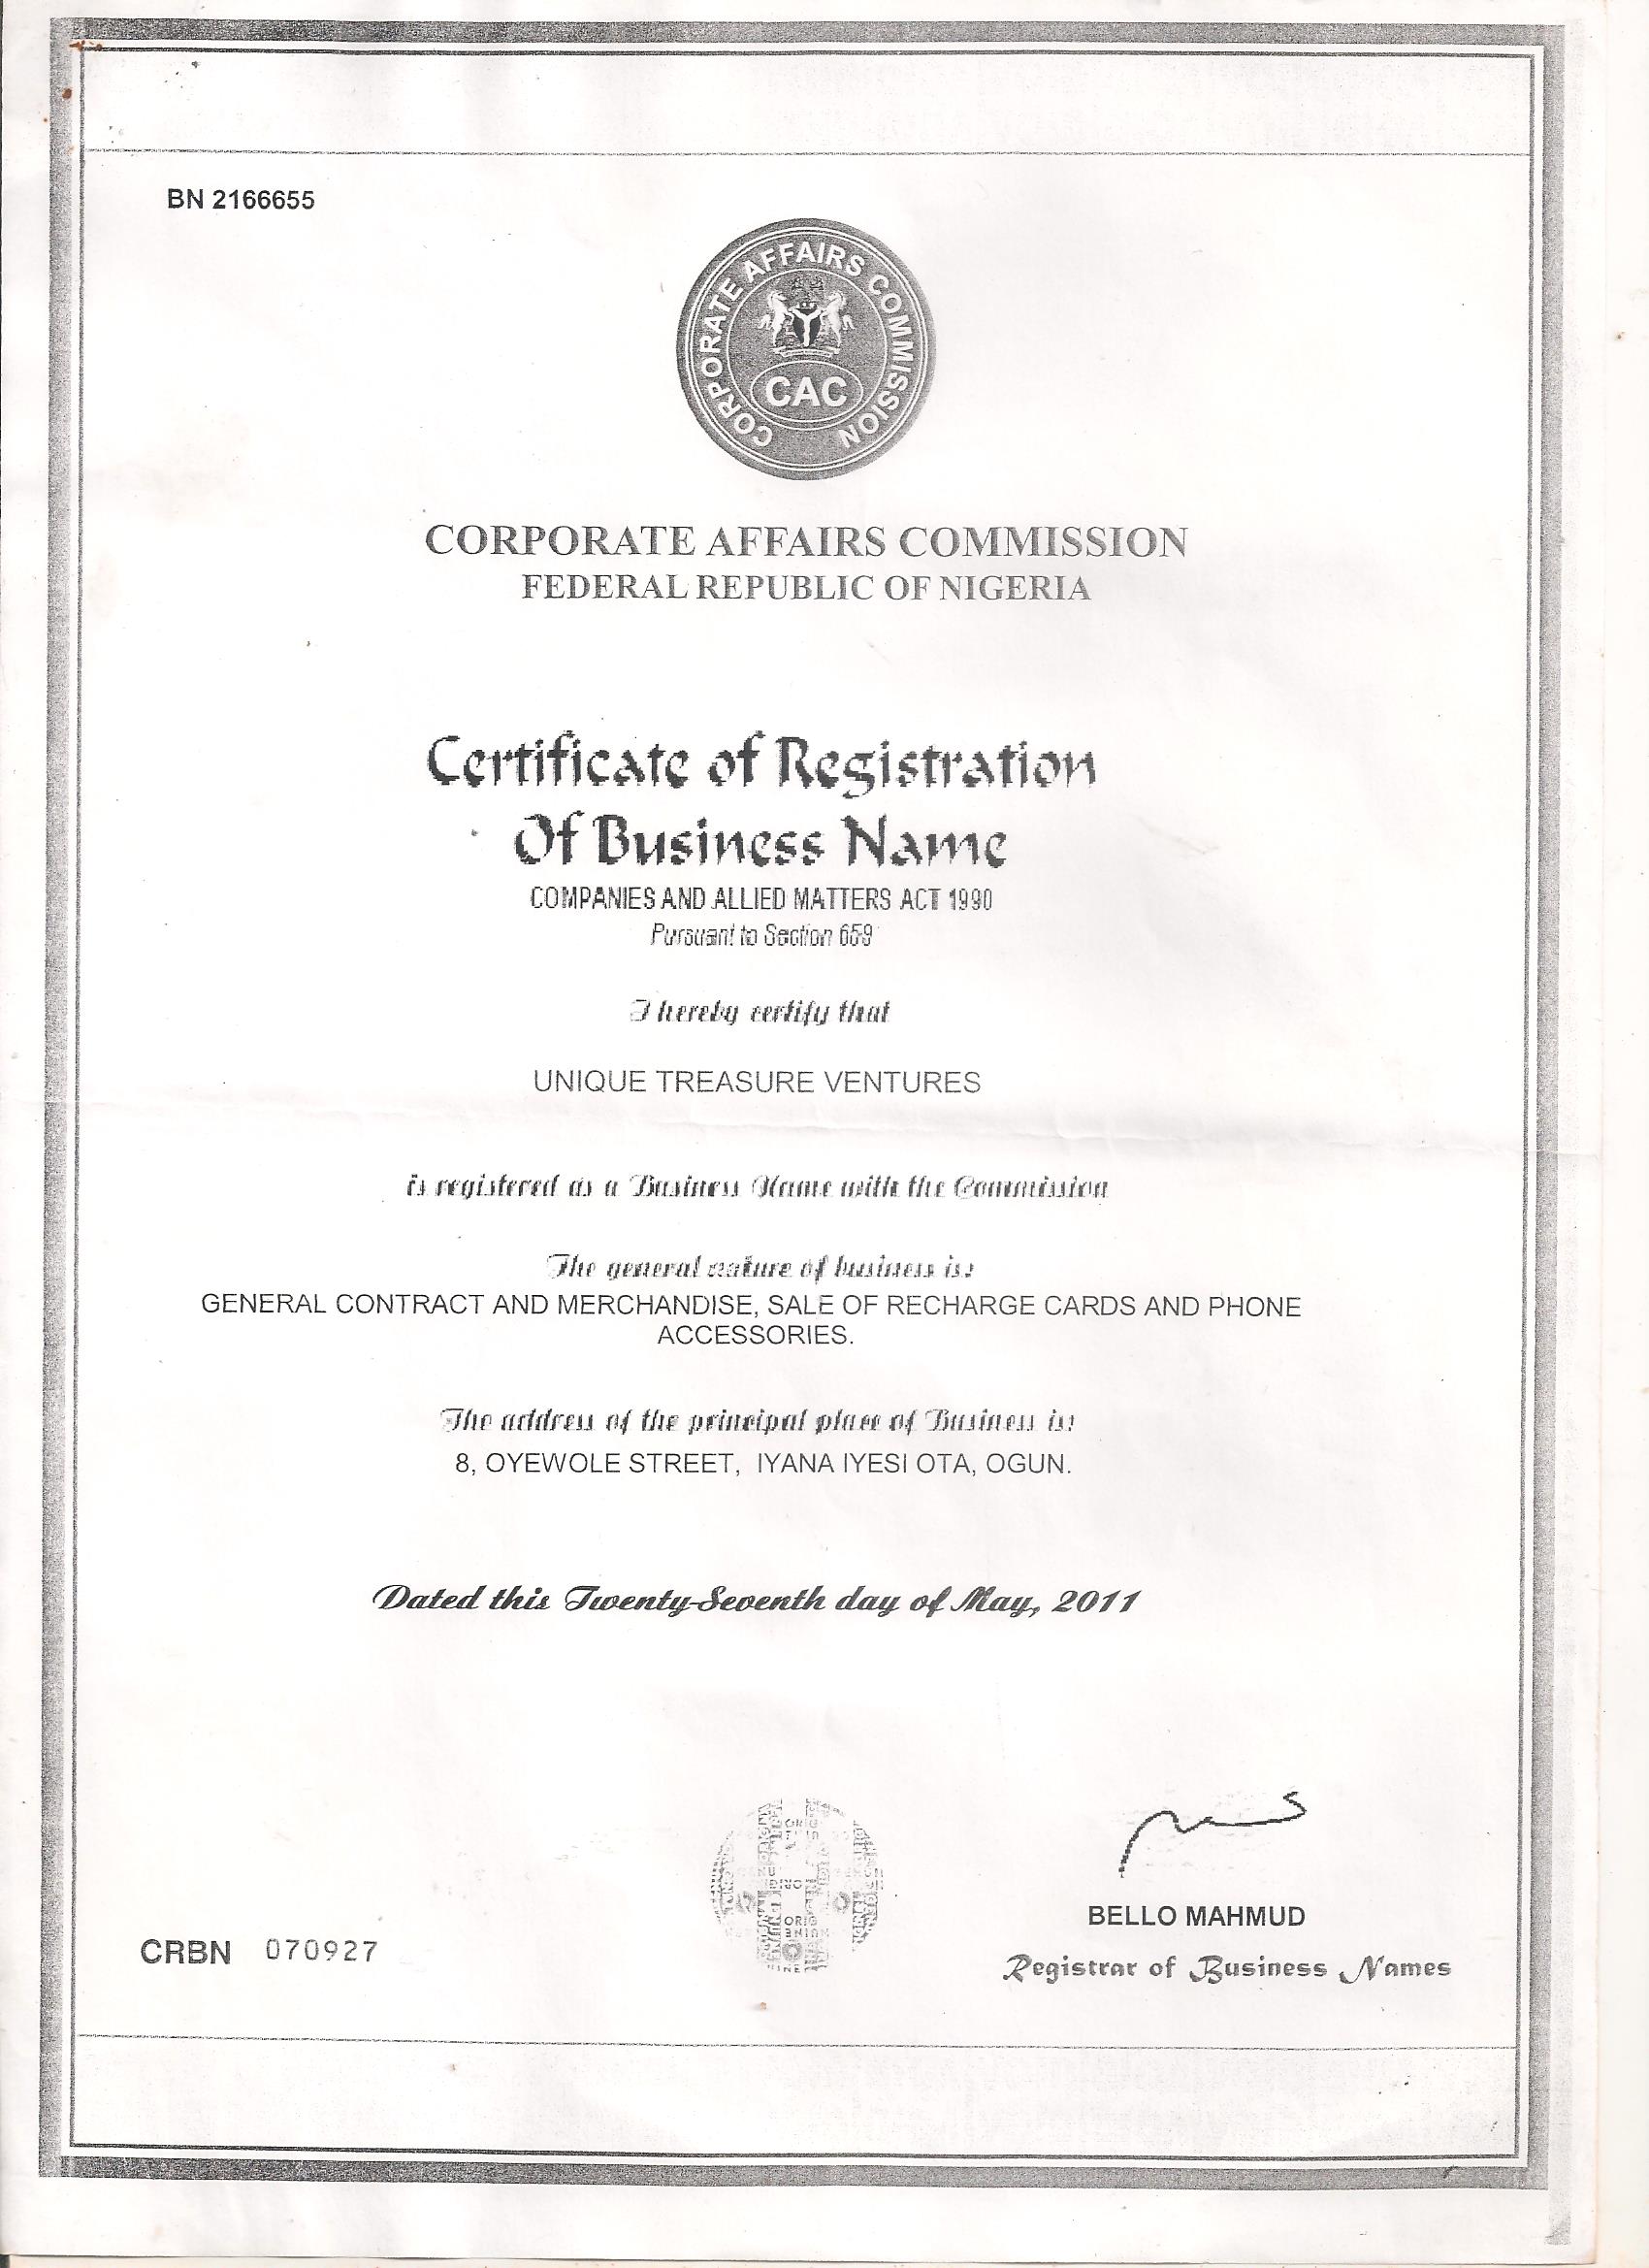 BN 2166655
CORPORATE AFFAIRS COMMISSION
CAC
CORPORATE AFFAIRS COMMISSION
FEDERAL REPUBLIC OF NIGERIA
Certificate of Registration
Of Business Name
COMPANIES AND ALLIED MATTERS ACT 1990
Pursuant to Section 659
I hereby certify that
UNIQUE TREASURE VENTURES
is registered as a Business Name with the Commission
The general nature of business is:
GENERAL CONTRACT AND MERCHANDISE, SALE OF RECHARGE CARDS AND PHONE
ACCESSORIES.
The address of the principal place of Business is:
8, OYEWOLE STREET, IYANA IYESI OTA, OGUN.
Dated this Twenty-Seventh day of May, 2011
BELLO MAHMUD
CRBN 070927
Registrar of Business Names